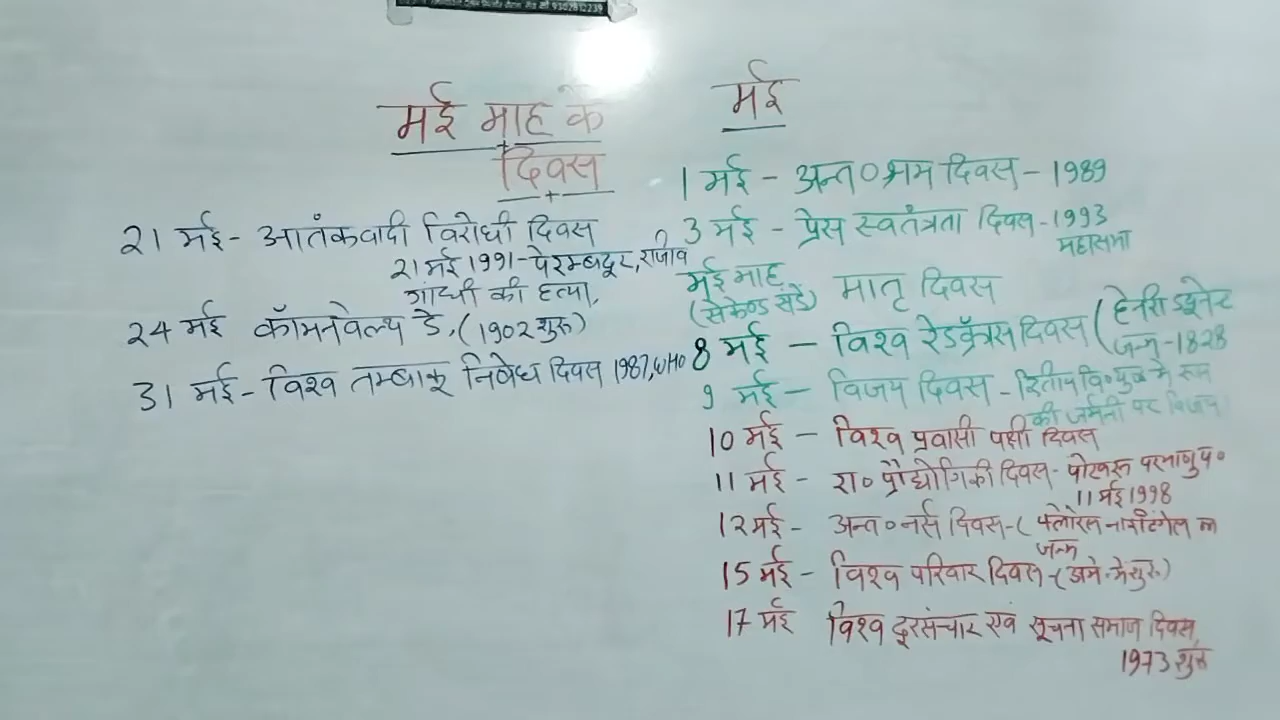 9302912239
मई माह के
दिवस
21 मई - आतंकवादी विरोधी दिवस
21 मई 1991 - पेरम्बदूर, राजीव
गांधी की हत्या,
24 मई कॉमनवेल्थ डे, (1902 शुरू)
31 मई - विश्व तम्बाकू निषेध दिवस 1987, WHO
मई
1 मई - अन्त० श्रम दिवस - 1989
3 मई - प्रेस स्वतंत्रता दिवस - 1993
महासभा
मई माह
(सेकेण्ड संडे) मातृ दिवस
8 मई - विश्व रेडक्रॉस दिवस (हेनरी ड्यूनेन्ट
जन्म - 1828
9 मई - विजय दिवस - द्वितीय वि० युद्ध में रूस
की जर्मनी पर विजय
10 मई - विश्व प्रवासी पक्षी दिवस
11 मई - रा० प्रौद्योगिकी दिवस - पोखरन परमाणु प०
11 मई 1998
12 मई - अन्त० नर्स दिवस - (फ्लोरेंस नाइटिंगेल का
जन्म
15 मई - विश्व परिवार दिवस - (अमे. में शुरू)
17 मई विश्व दूरसंचार एवं सूचना समाज दिवस,
1973 शुरू